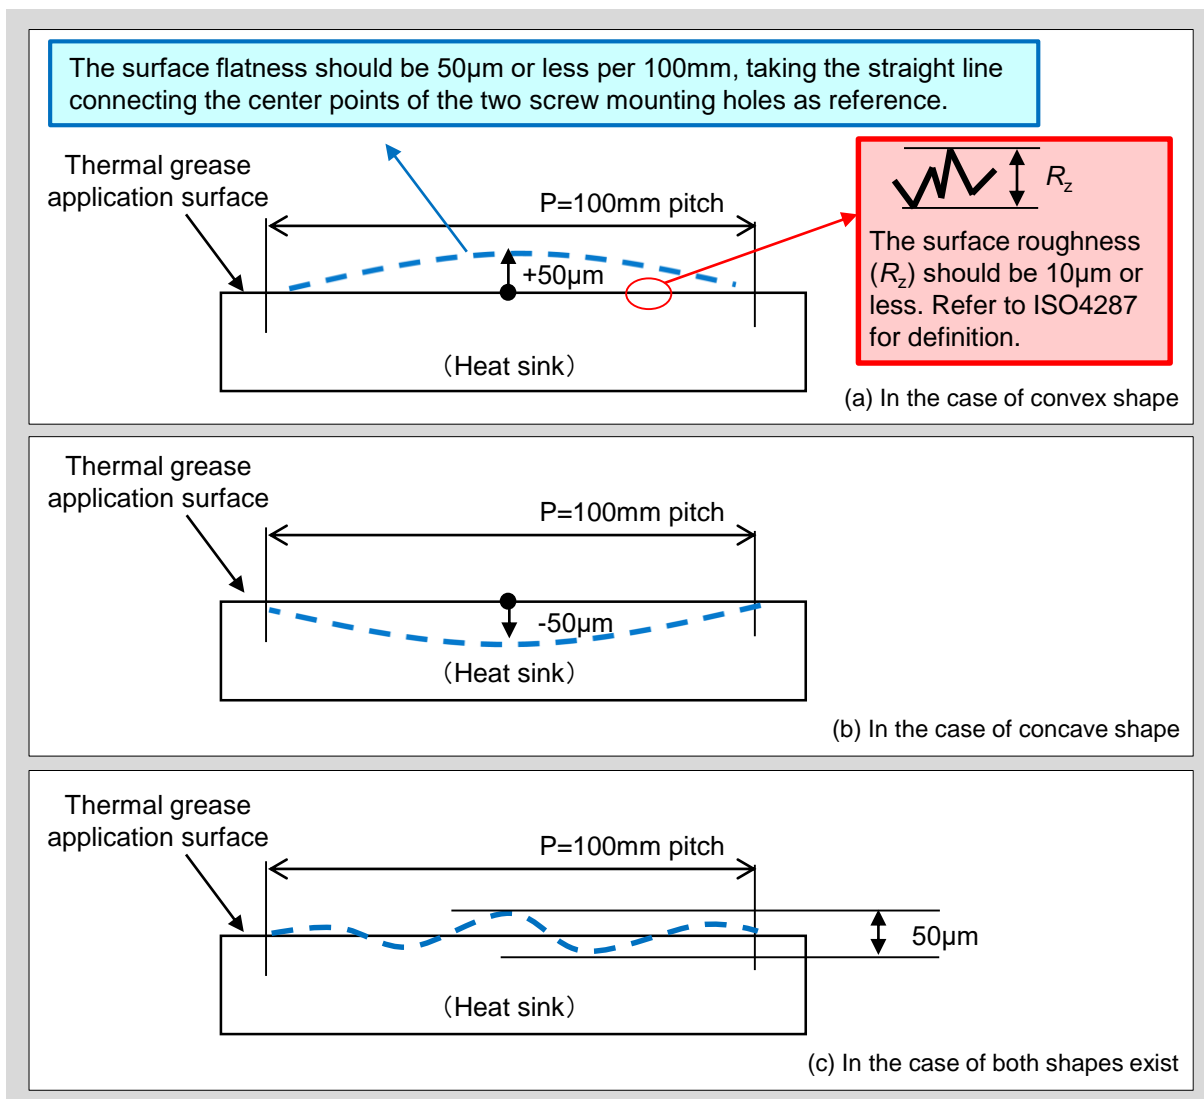 The surface flatness should be 50μm or less per 100mm, taking the straight line
connecting the center points of the two screw mounting holes as reference.
Thermal grease
application surface
P=100mm pitch
+50μm
Rz
The surface roughness
(Rz) should be 10μm or
less. Refer to ISO4287
for definition.
(Heat sink)
(a) In the case of convex shape
Thermal grease
application surface
P=100mm pitch
-50μm
(Heat sink)
(b) In the case of concave shape
Thermal grease
application surface
P=100mm pitch
50μm
(Heat sink)
(c) In the case of both shapes exist